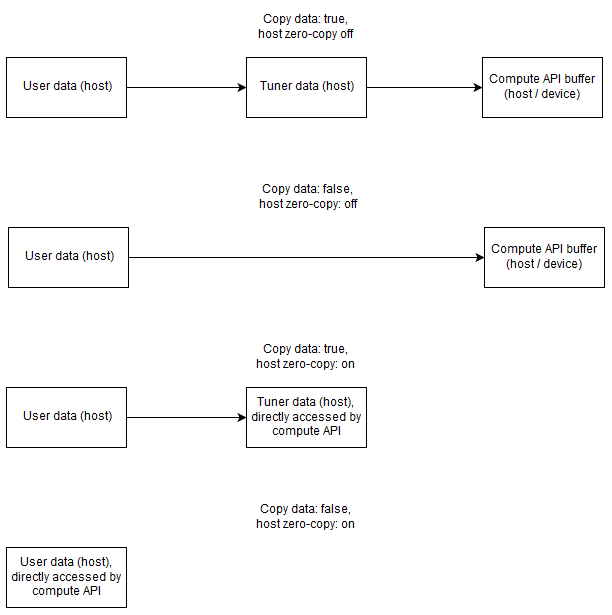 Copy data: true,
host zero-copy off
User data (host)
Tuner data (host)
Compute API buffer
(host / device)
Copy data: false,
host zero-copy: off
User data (host)
Compute API buffer
(host / device)
Copy data: true,
host zero-copy: on
User data (host)
Tuner data (host),
directly accessed by
compute API
Copy data: false,
host zero-copy: on
User data (host),
directly accessed by
compute API